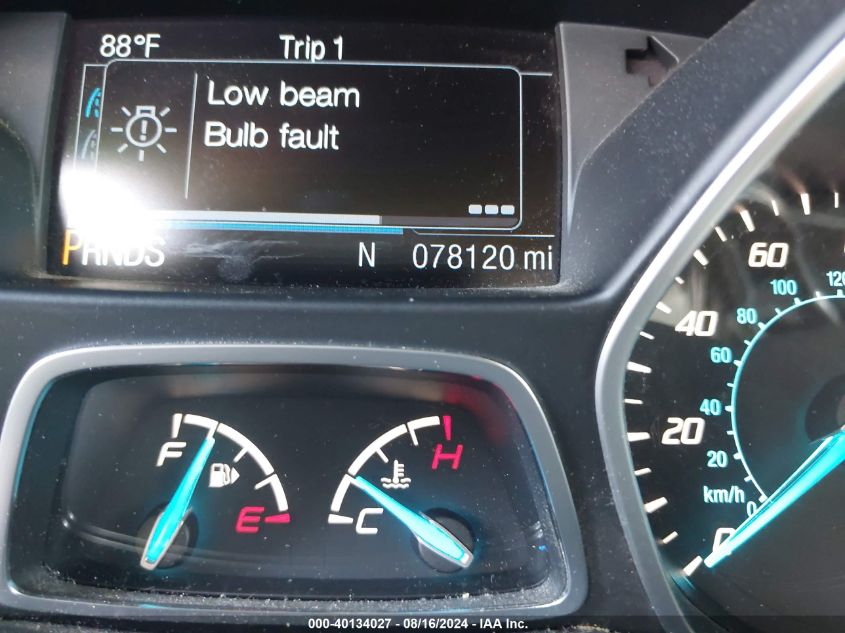 88°F Trip 1
Low beam
Bulb fault
PRNDS N 078120 mi
F E
C H
60
40
20
0
120
100
80
60
40
20
0
km/h
000-40134027 - 08/16/2024 - IAA Inc.